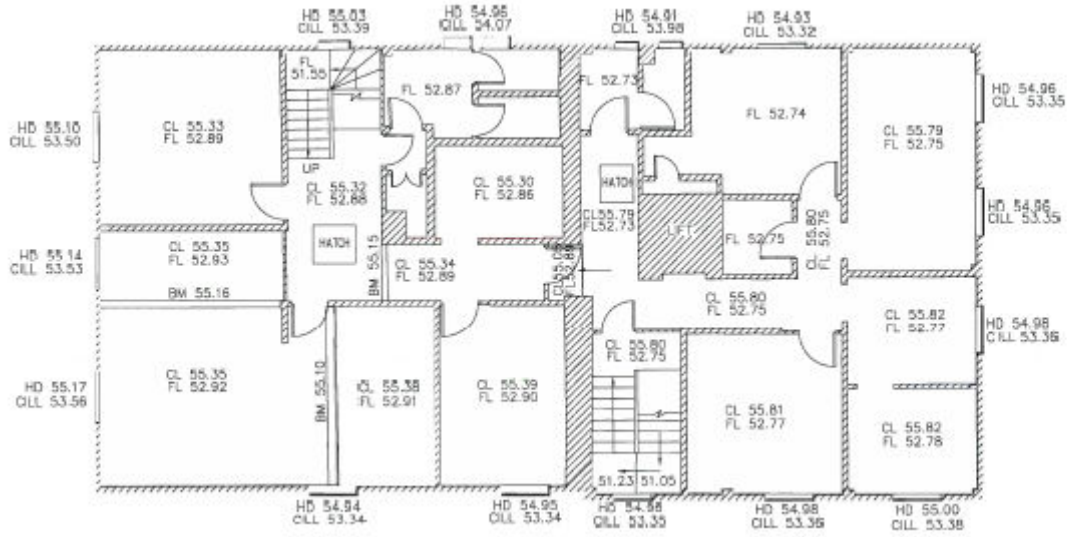 HD 55.03
CILL 53.39
HD 54.96
CILL 54.07
HD 54.91
CILL 53.98
HD 54.93
CILL 53.32
FL
51.55
FL 52.87
FL 52.73
FL 52.74
HD 54.96
CILL 53.35
HD 55.10
CILL 53.50
CL 55.33
FL 52.89
CL 55.79
FL 52.75
UP
CL 55.32
FL 52.88
CL 55.30
FL 52.86
HATCH
CL55.79
FL52.73
LIFT
FL 52.75
CL 55.80
FL 52.75
HD 54.96
CILL 53.35
HD 55.14
CILL 53.53
CL 55.35
FL 52.93
HATCH
BM 55.15
CL 55.34
FL 52.89
FL52.89
BM 55.16
CL 55.80
FL 52.75
CL 55.82
FL 52.77
HD 54.98
CILL 53.36
HD 55.17
CILL 53.56
CL 55.35
FL 52.92
BM 55.10
CL 55.38
FL 52.91
CL 55.39
FL 52.90
CL 55.80
FL 52.75
CL 55.81
FL 52.77
CL 55.82
FL 52.78
51.23
51.05
HD 54.94
CILL 53.34
HD 54.95
CILL 53.34
HD 54.98
CILL 53.35
HD 54.98
CILL 53.36
HD 55.00
CILL 53.38